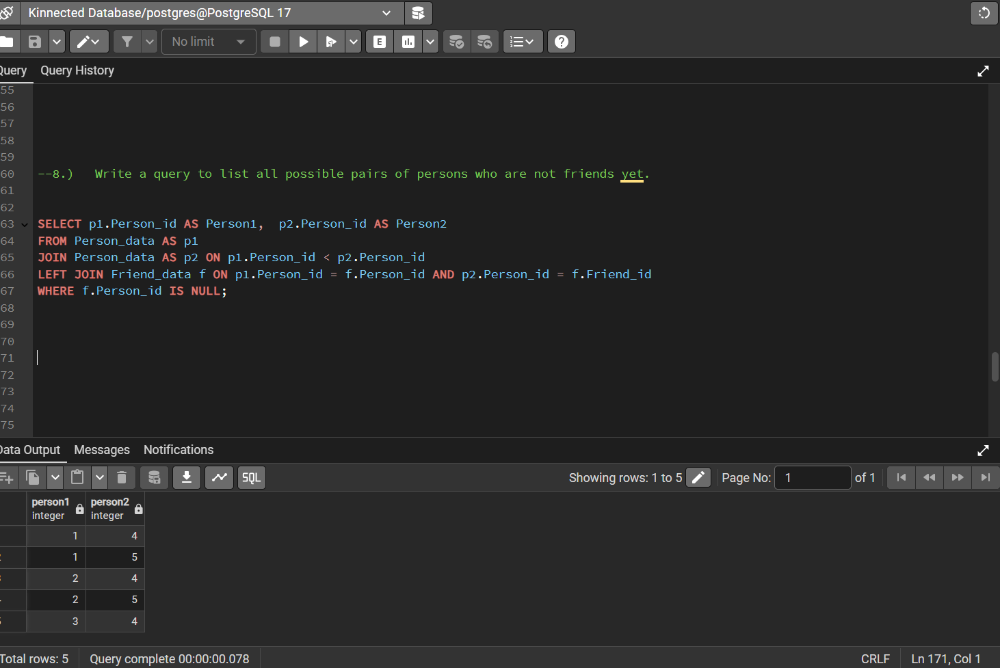 Kinnected Database/postgres@PostgreSQL 17
No limit
E
?
Query Query History
55
56
57
58
59
60 --8.) Write a query to list all possible pairs of persons who are not friends yet.
61
62
63 SELECT p1.Person_id AS Person1, p2.Person_id AS Person2
64 FROM Person_data AS p1
65 JOIN Person_data AS p2 ON p1.Person_id < p2.Person_id
66 LEFT JOIN Friend_data f ON p1.Person_id = f.Person_id AND p2.Person_id = f.Friend_id
67 WHERE f.Person_id IS NULL;
68
69
70
71
72
73
74
75
Data Output Messages Notifications
SQL Showing rows: 1 to 5 Page No: 1 of 1
person1 person2
integer integer
1 4
1 5
2 4
2 5
3 4
Total rows: 5 Query complete 00:00:00.078 CRLF Ln 171, Col 1